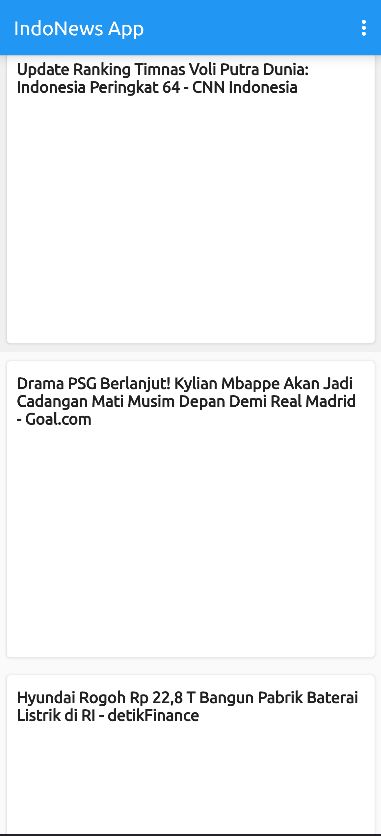 IndoNews App
Update Ranking Timnas Voli Putra Dunia:
Indonesia Peringkat 64 - CNN Indonesia
Drama PSG Berlanjut! Kylian Mbappe Akan Jadi
Cadangan Mati Musim Depan Demi Real Madrid
- Goal.com
Hyundai Rogoh Rp 22,8 T Bangun Pabrik Baterai
Listrik di RI - detikFinance